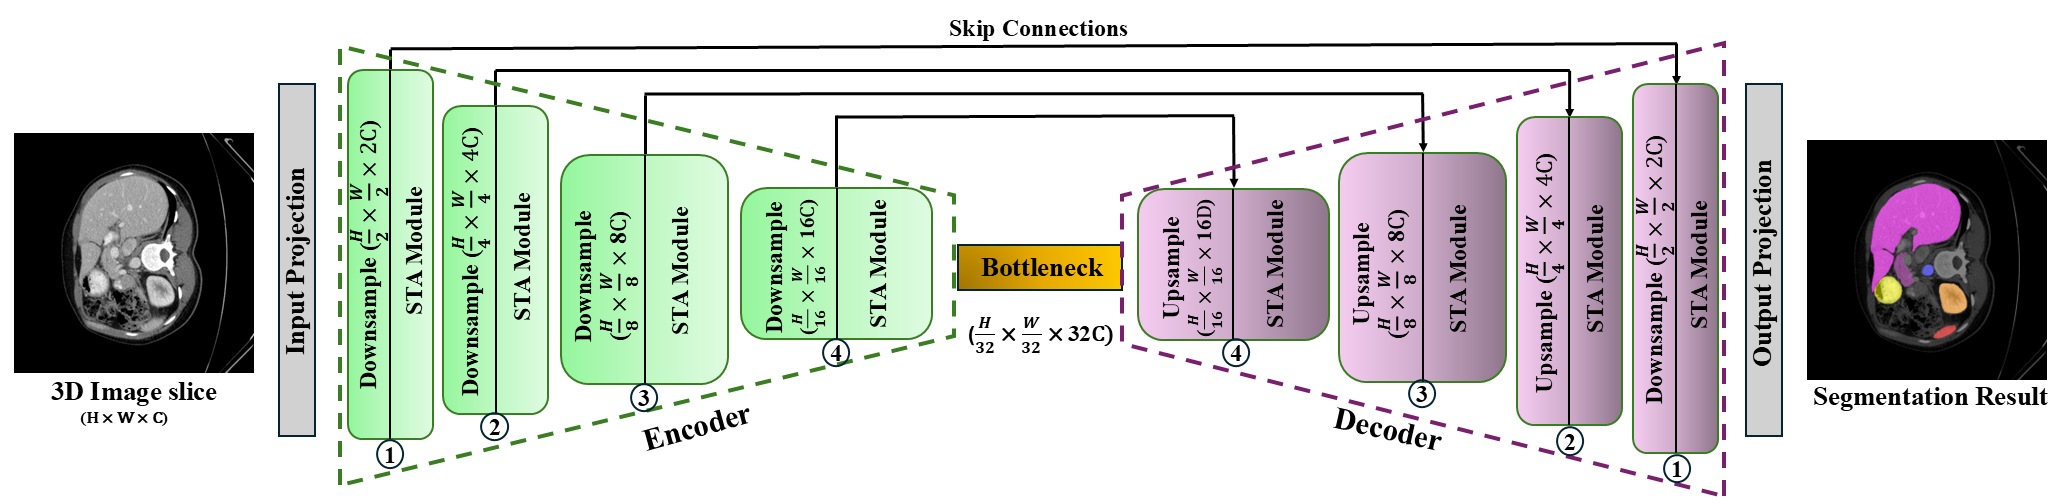 Skip Connections
3D Image slice
(H × W × C)
Input Projection
Downsample (H/2 × W/2 × 2C)
STA Module
1
Downsample (H/4 × W/4 × 4C)
STA Module
2
Downsample
(H/8 × W/8 × 8C)
STA Module
3
Downsample
(H/16 × W/16 × 16C)
STA Module
4
Encoder
Bottleneck
(H/32 × W/32 × 32C)
Upsample
(H/16 × W/16 × 16D)
STA Module
4
Upsample
(H/8 × W/8 × 8C)
STA Module
3
Upsample (H/4 × W/4 × 4C)
STA Module
2
Downsample (H/2 × W/2 × 2C)
STA Module
1
Decoder
Output Projection
Segmentation Result